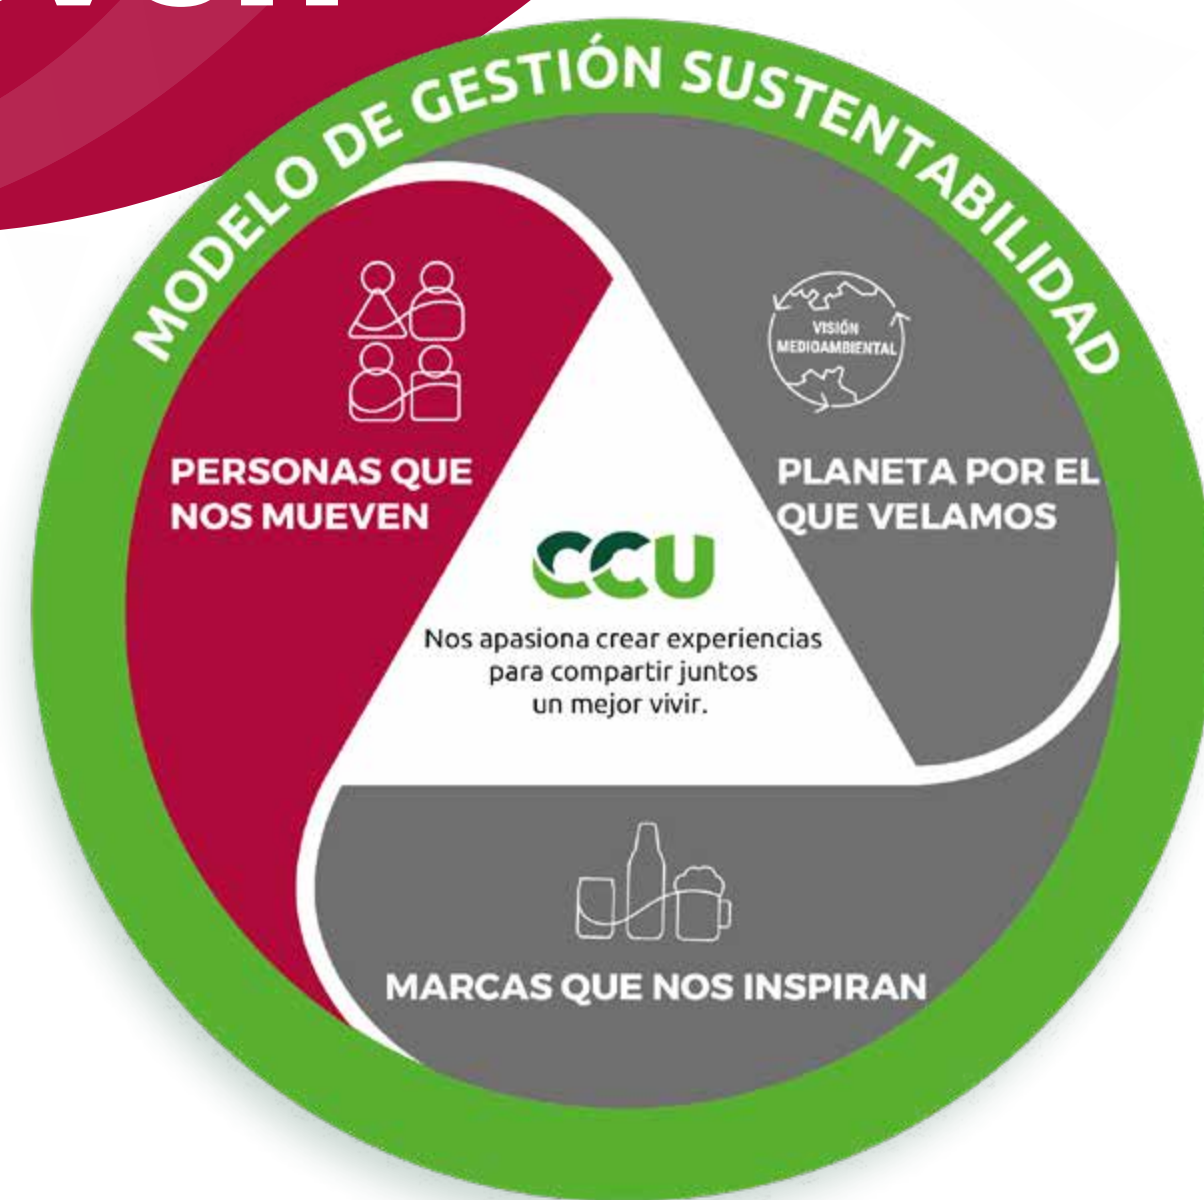 MODELO DE GESTIÓN SUSTENTABILIDAD
PERSONAS QUE
NOS MUEVEN
VISIÓN
MEDIOAMBIENTAL
PLANETA POR EL
QUE VELAMOS
CCU
Nos apasiona crear experiencias
para compartir juntos
un mejor vivir.
MARCAS QUE NOS INSPIRAN